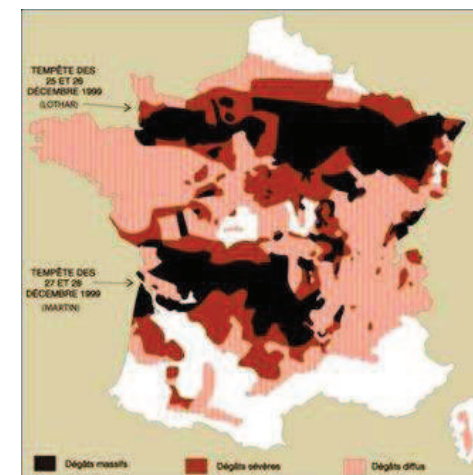 TEMPÊTE DES
25 ET 26
DÉCEMBRE 1999
(LOTHAR)
TEMPÊTE DES
27 ET 28
DÉCEMBRE 1999
(MARTIN)
Dégâts massifs
Dégâts sévères
Dégâts diffus